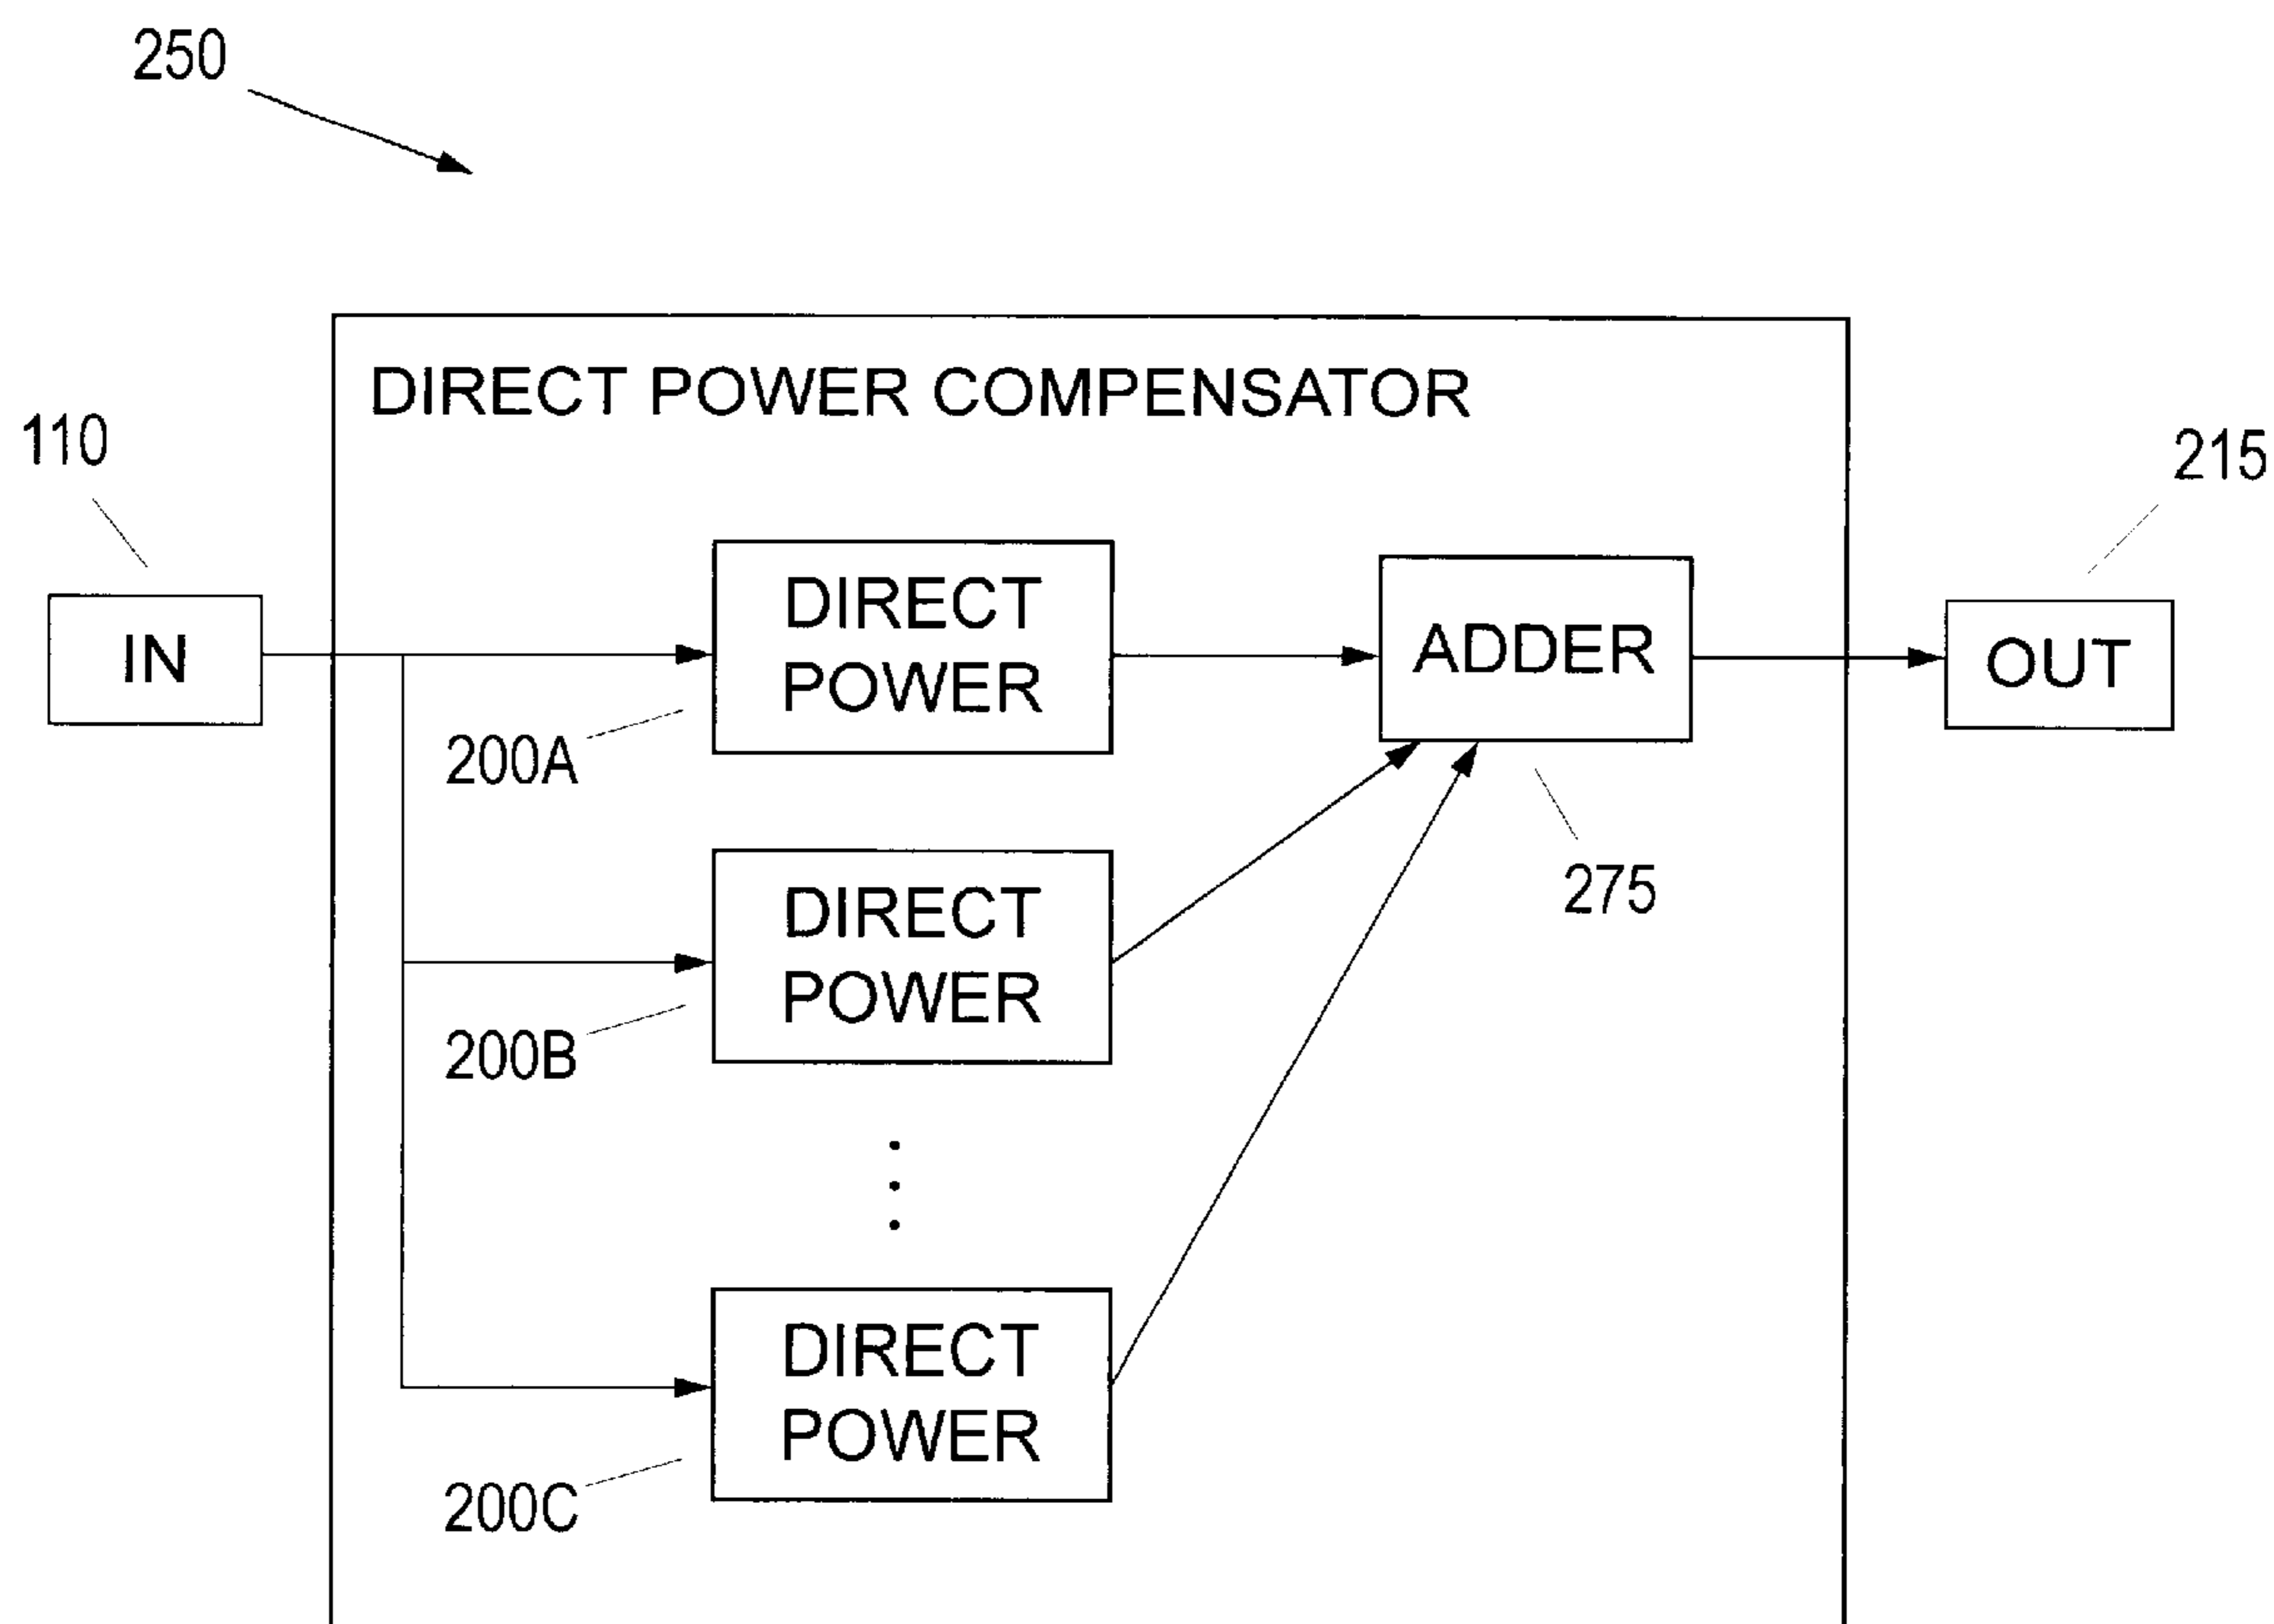 250
DIRECT POWER COMPENSATOR
110
215
IN
DIRECT
POWER
ADDER
OUT
200A
275
DIRECT
POWER
200B
DIRECT
POWER
200C